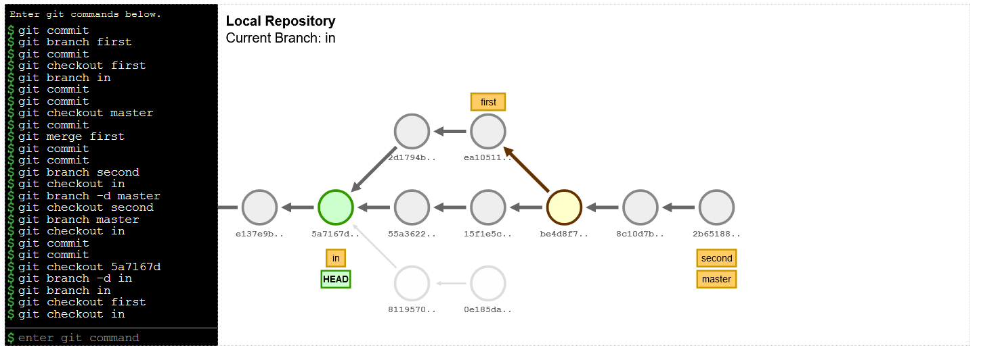 Enter git commands below.
$ git commit
$ git branch first
$ git commit
$ git checkout first
$ git branch in
$ git commit
$ git commit
$ git checkout master
$ git commit
$ git merge first
$ git commit
$ git commit
$ git branch second
$ git checkout in
$ git branch -d master
$ git checkout second
$ git branch master
$ git checkout in
$ git commit
$ git commit
$ git checkout 5a7167d
$ git branch -d in
$ git branch in
$ git checkout first
$ git checkout in
$ enter git command
Local Repository
Current Branch: in
first
2d1794b..
ea10511..
e137e9b..
5a7167d..
55a3622..
15f1e5c..
be4d8f7..
8c10d7b..
2b65188..
in
HEAD
second
master
8119570..
0e185da..